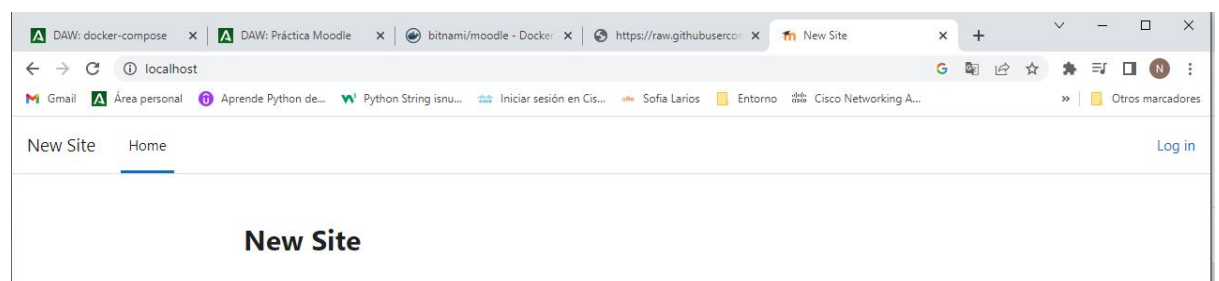 DAW: docker-compose DAW: Práctica Moodle bitnami/moodle - Docker https://raw.githubusercon New Site
localhost
Gmail Área personal Aprende Python de... Python String isnu... Iniciar sesión en Cis... Sofia Larios Entorno Cisco Networking A... » Otros marcadores
New Site Home Log in
New Site